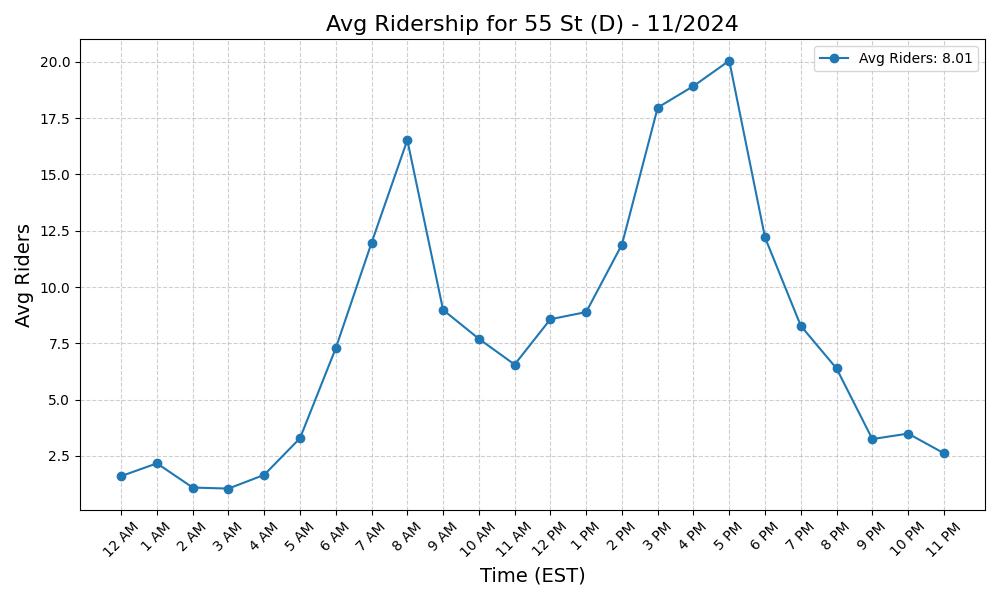 Avg Ridership for 55 St (D) - 11/2024
Avg Riders: 8.01
20.0
17.5
15.0
12.5
10.0
7.5
5.0
2.5
Avg Riders
12 AM
1 AM
2 AM
3 AM
4 AM
5 AM
6 AM
7 AM
8 AM
9 AM
10 AM
11 AM
12 PM
1 PM
2 PM
3 PM
4 PM
5 PM
6 PM
7 PM
8 PM
9 PM
10 PM
11 PM
Time (EST)